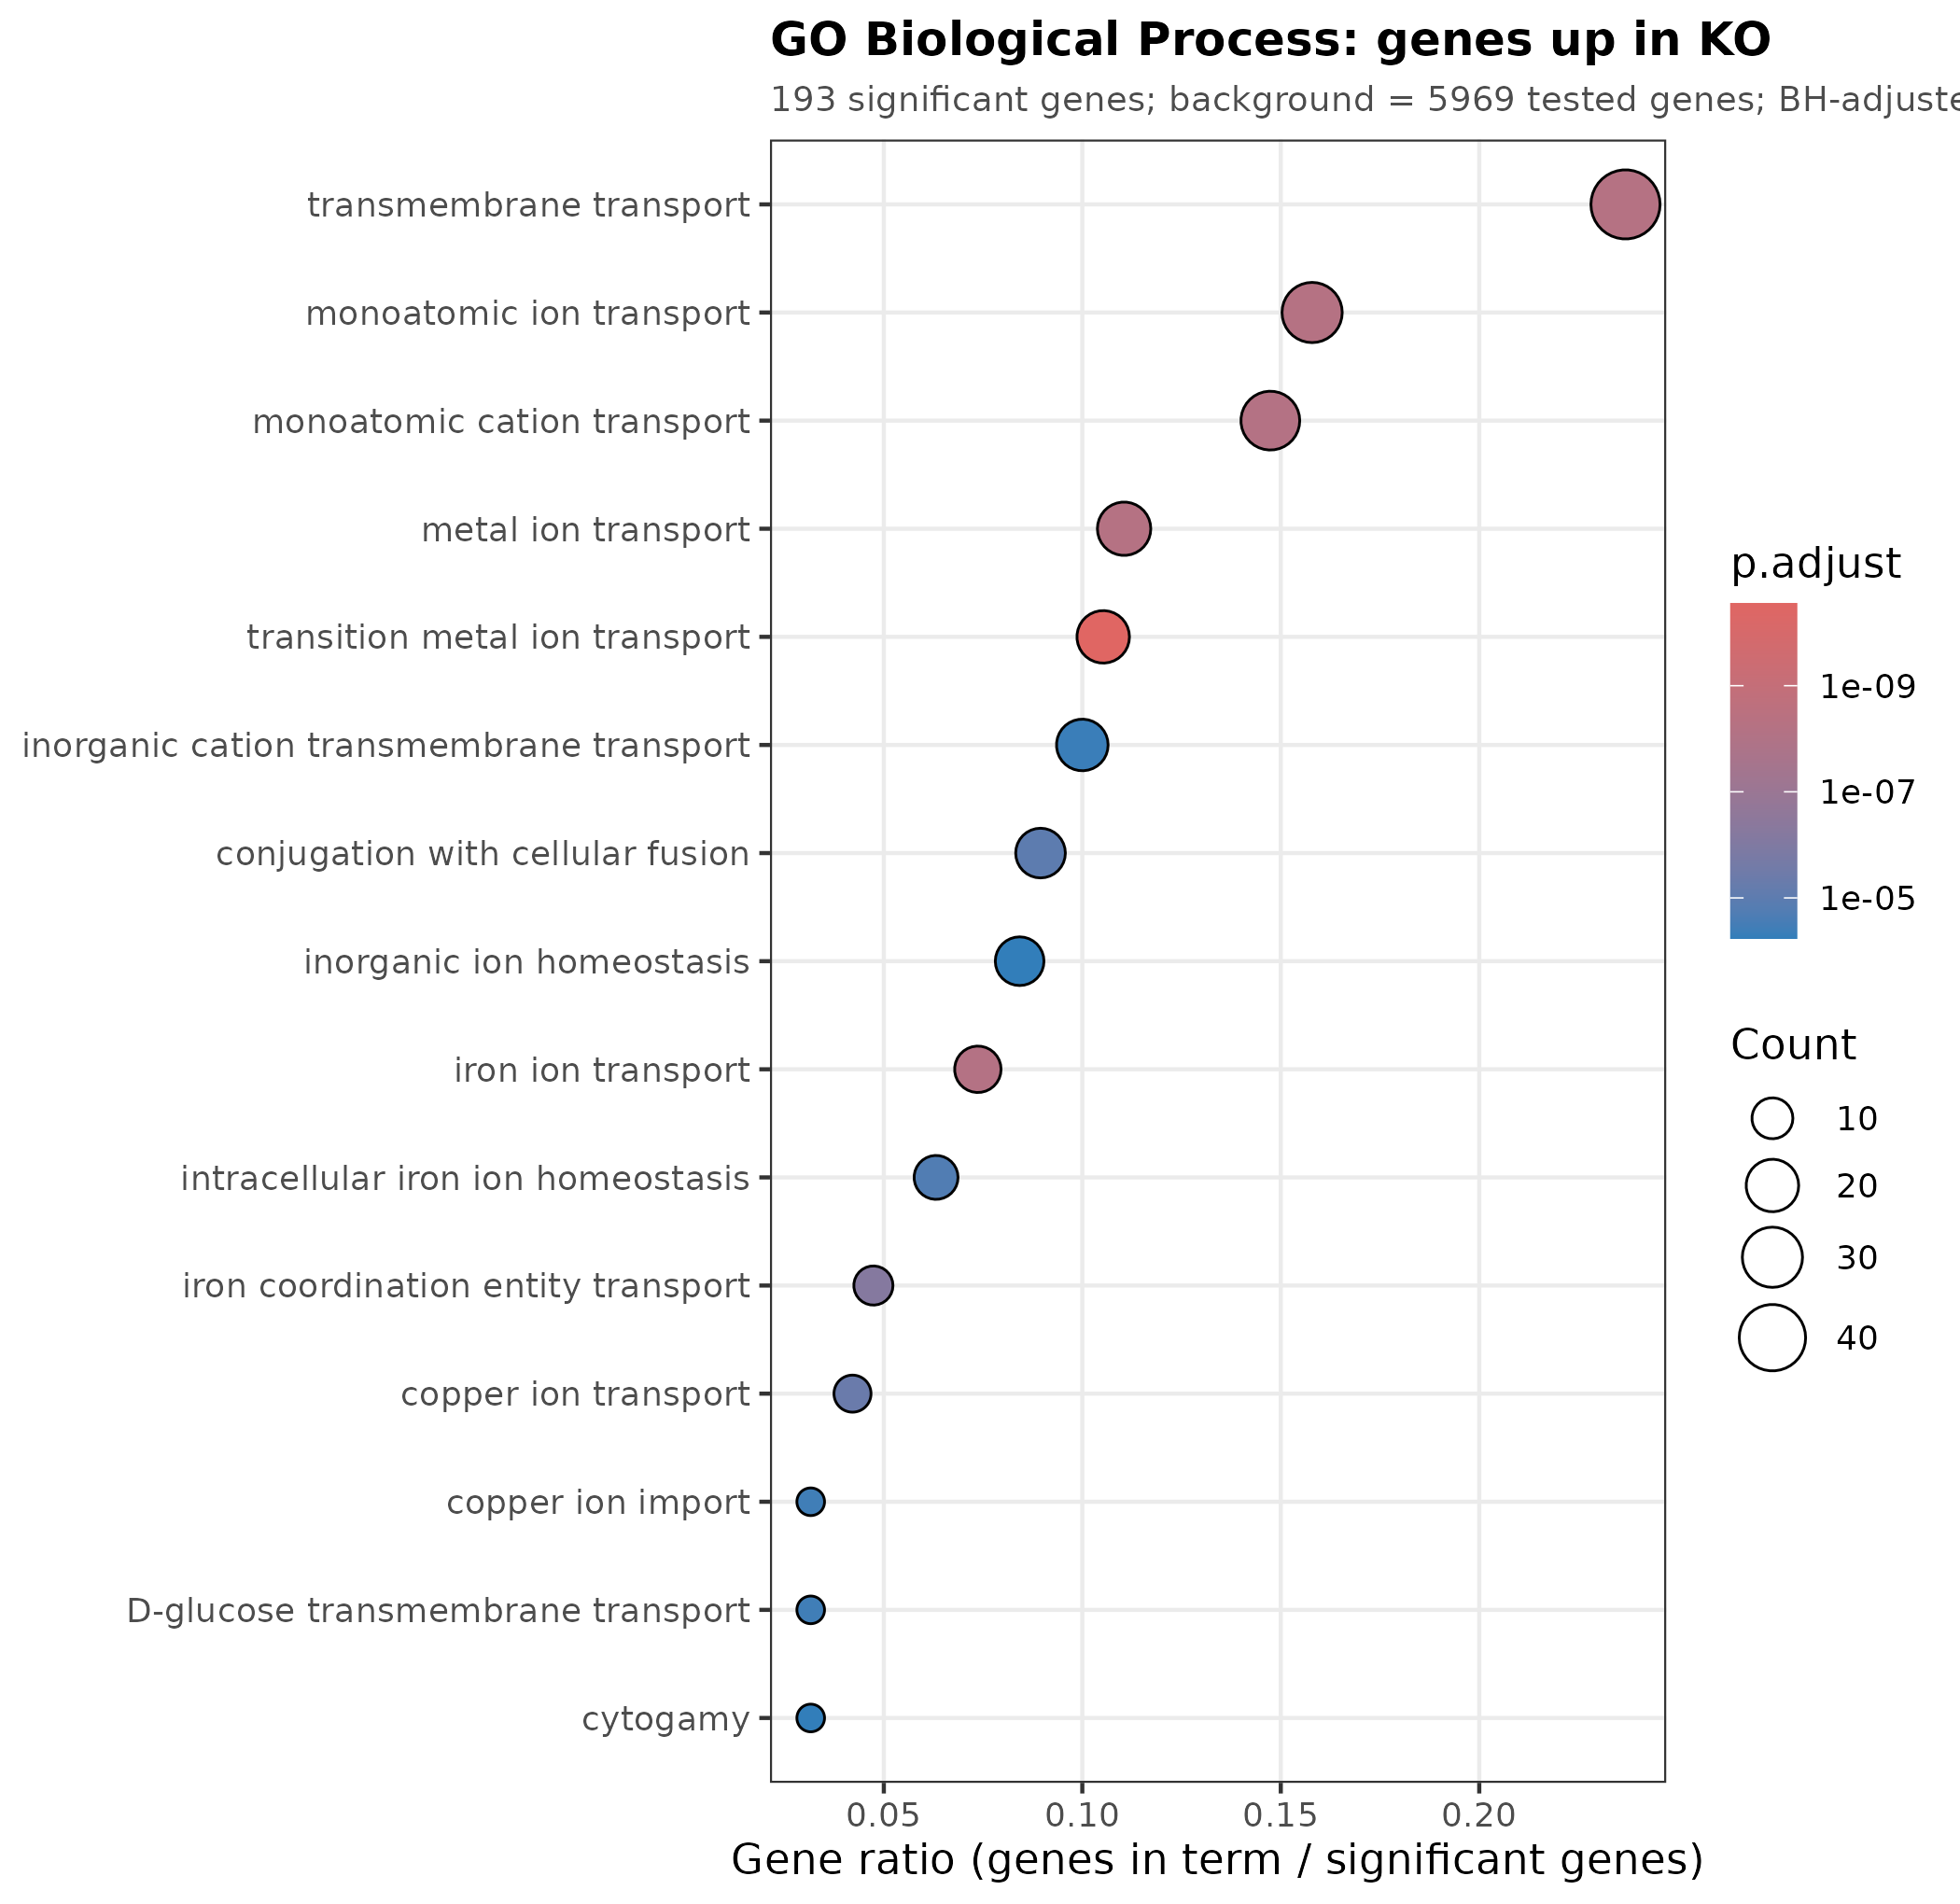 GO Biological Process: genes up in KO
193 significant genes; background = 5969 tested genes; BH-adjuste
transmembrane transport
monoatomic ion transport
monoatomic cation transport
metal ion transport
transition metal ion transport
inorganic cation transmembrane transport
conjugation with cellular fusion
inorganic ion homeostasis
iron ion transport
intracellular iron ion homeostasis
iron coordination entity transport
copper ion transport
copper ion import
D-glucose transmembrane transport
cytogamy
0.05 0.10 0.15 0.20
Gene ratio (genes in term / significant genes)
p.adjust
1e-09
1e-07
1e-05
Count
10
20
30
40